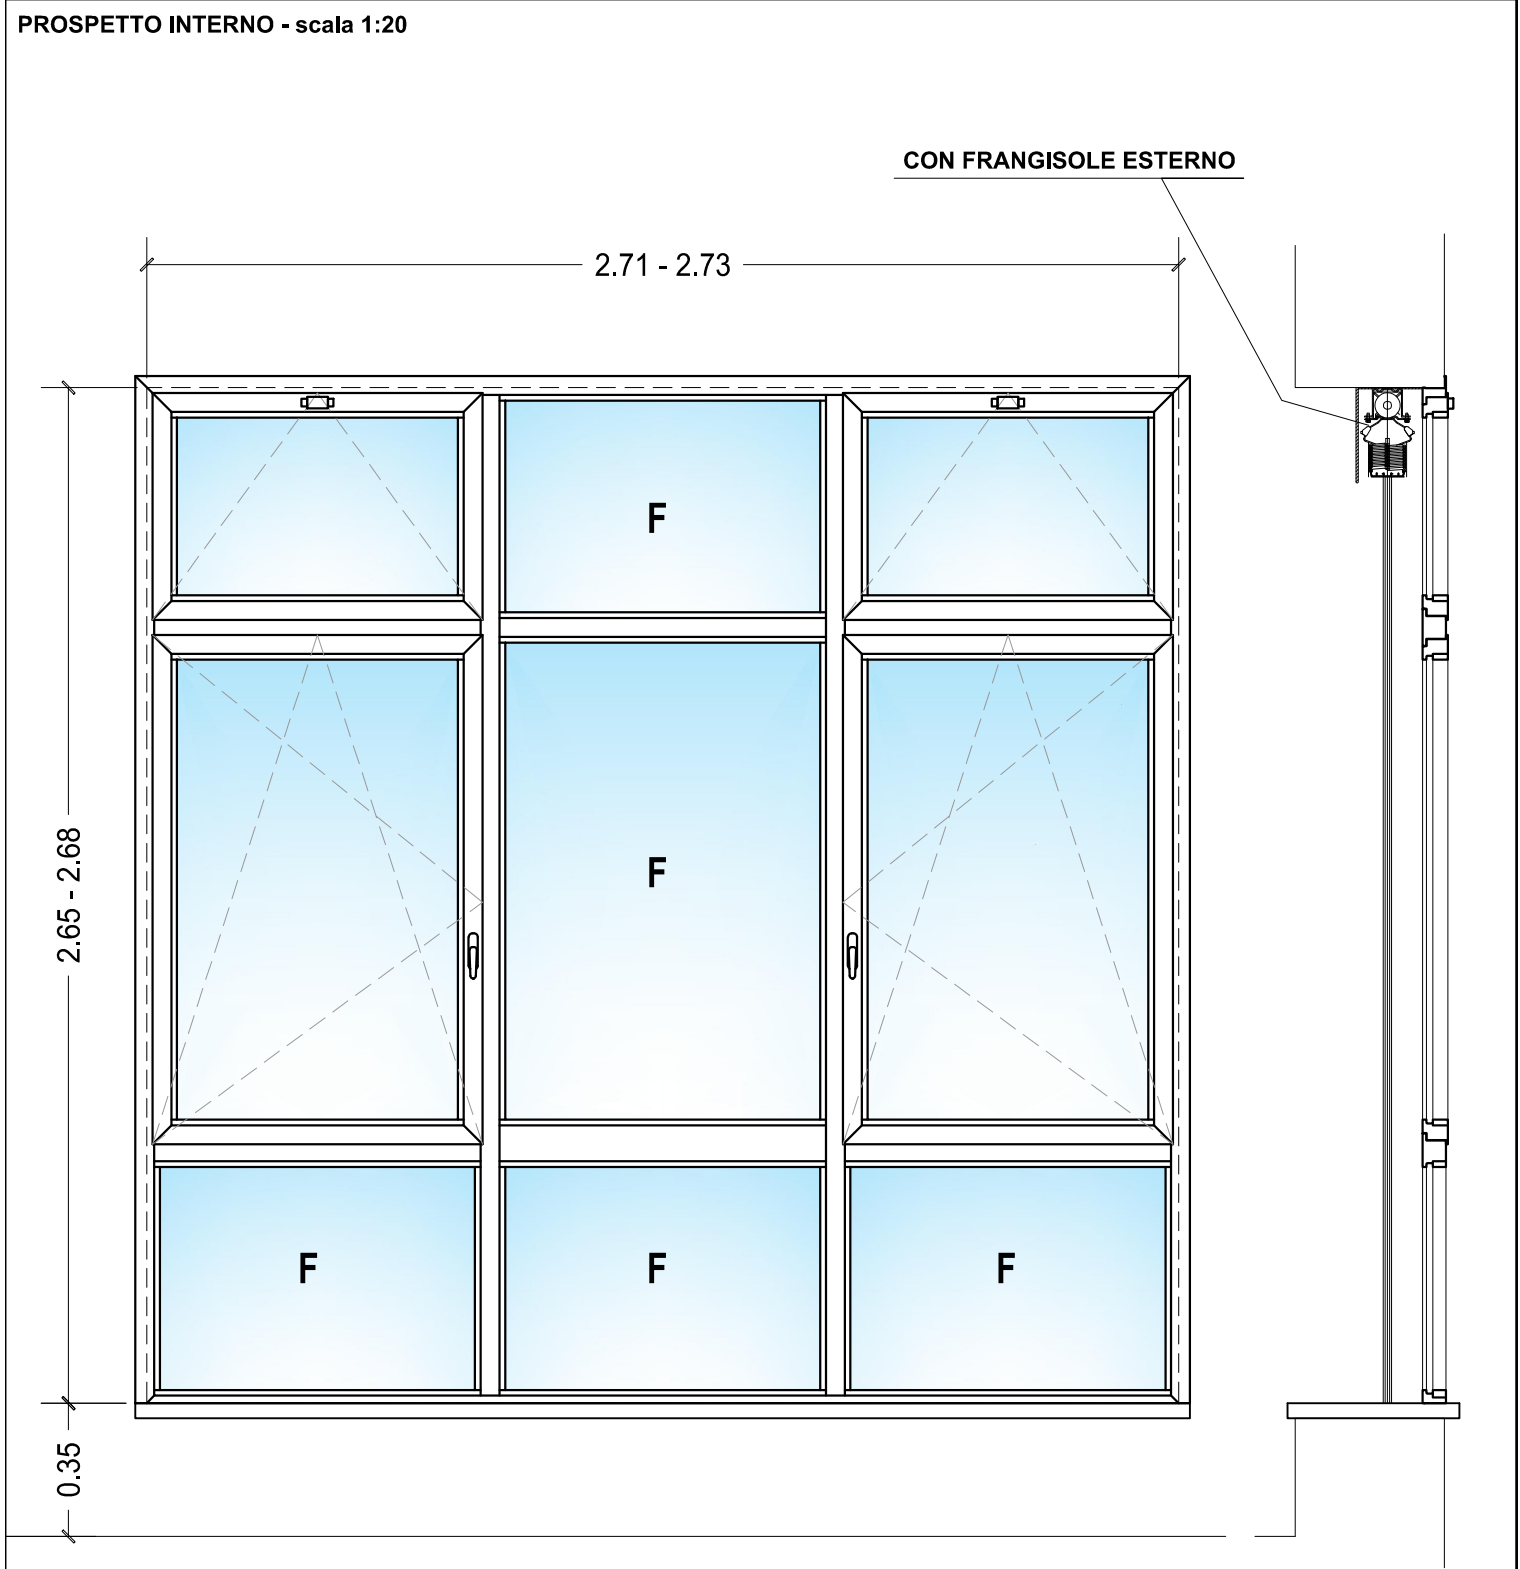 PROSPETTO INTERNO - scala 1:20
CON FRANGISOLE ESTERNO
2.71 - 2.73
F
F
2.65 - 2.68
F
F
F
0.35